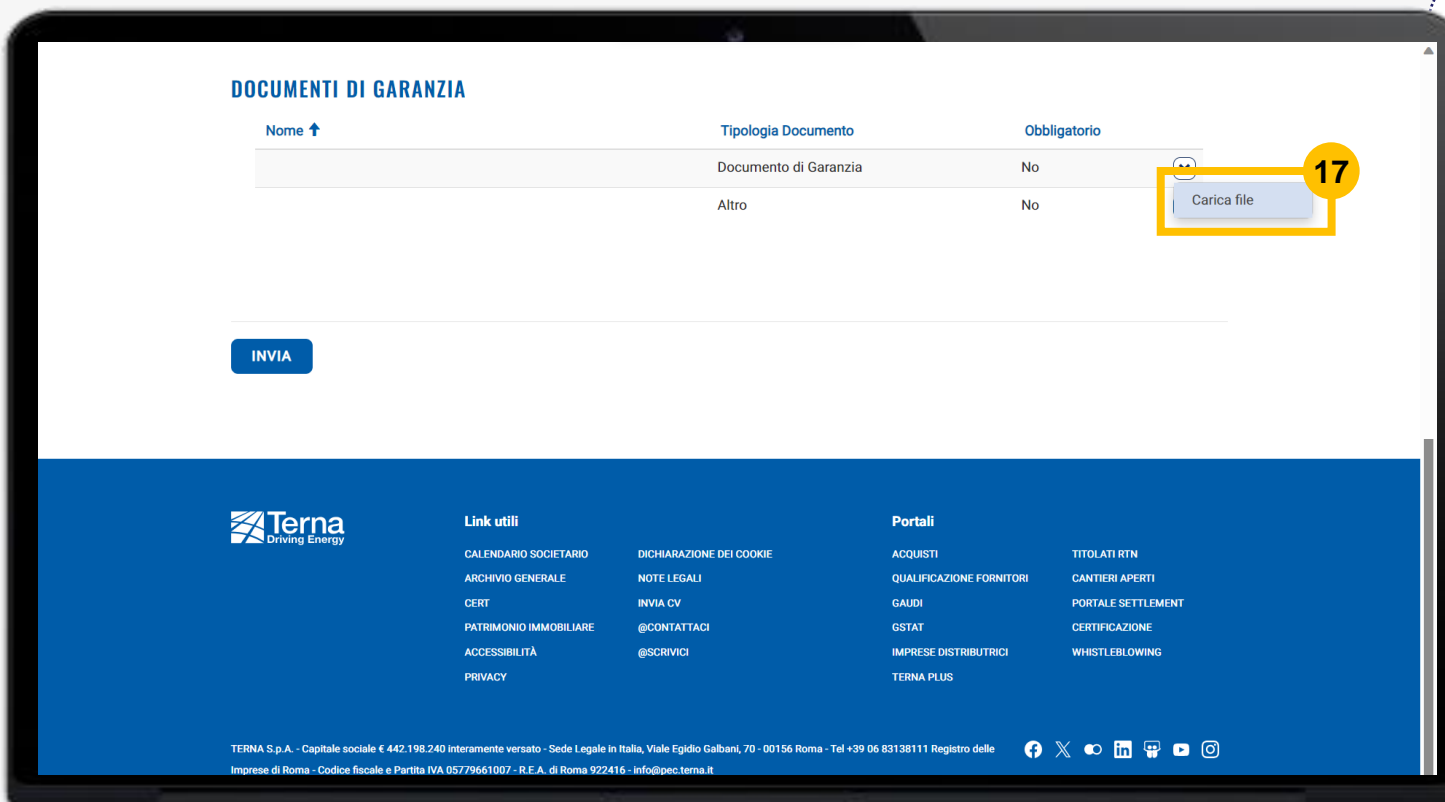 DOCUMENTI DI GARANZIA
Nome Tipologia Documento Obbligatorio
Documento di Garanzia No
17
Altro No Carica file
INVIA
Terna
Driving Energy
Link utili
CALENDARIO SOCIETARIO DICHIARAZIONE DEI COOKIE
ARCHIVIO GENERALE NOTE LEGALI
CERT INVIA CV
PATRIMONIO IMMOBILIARE @CONTATTACI
ACCESSIBILITÀ @SCRIVICI
PRIVACY
Portali
ACQUISTI TITOLATI RTN
QUALIFICAZIONE FORNITORI CANTIERI APERTI
GAUDI PORTALE SETTLEMENT
GSTAT CERTIFICAZIONE
IMPRESE DISTRIBUTRICI WHISTLEBLOWING
TERNA PLUS
TERNA S.p.A. - Capitale sociale € 442.198.240 interamente versato - Sede Legale in Italia, Viale Egidio Galbani, 70 - 00156 Roma - Tel +39 06 83138111 Registro delle
Imprese di Roma - Codice fiscale e Partita IVA 05779661007 - R.E.A. di Roma 922416 - info@pec.terna.it